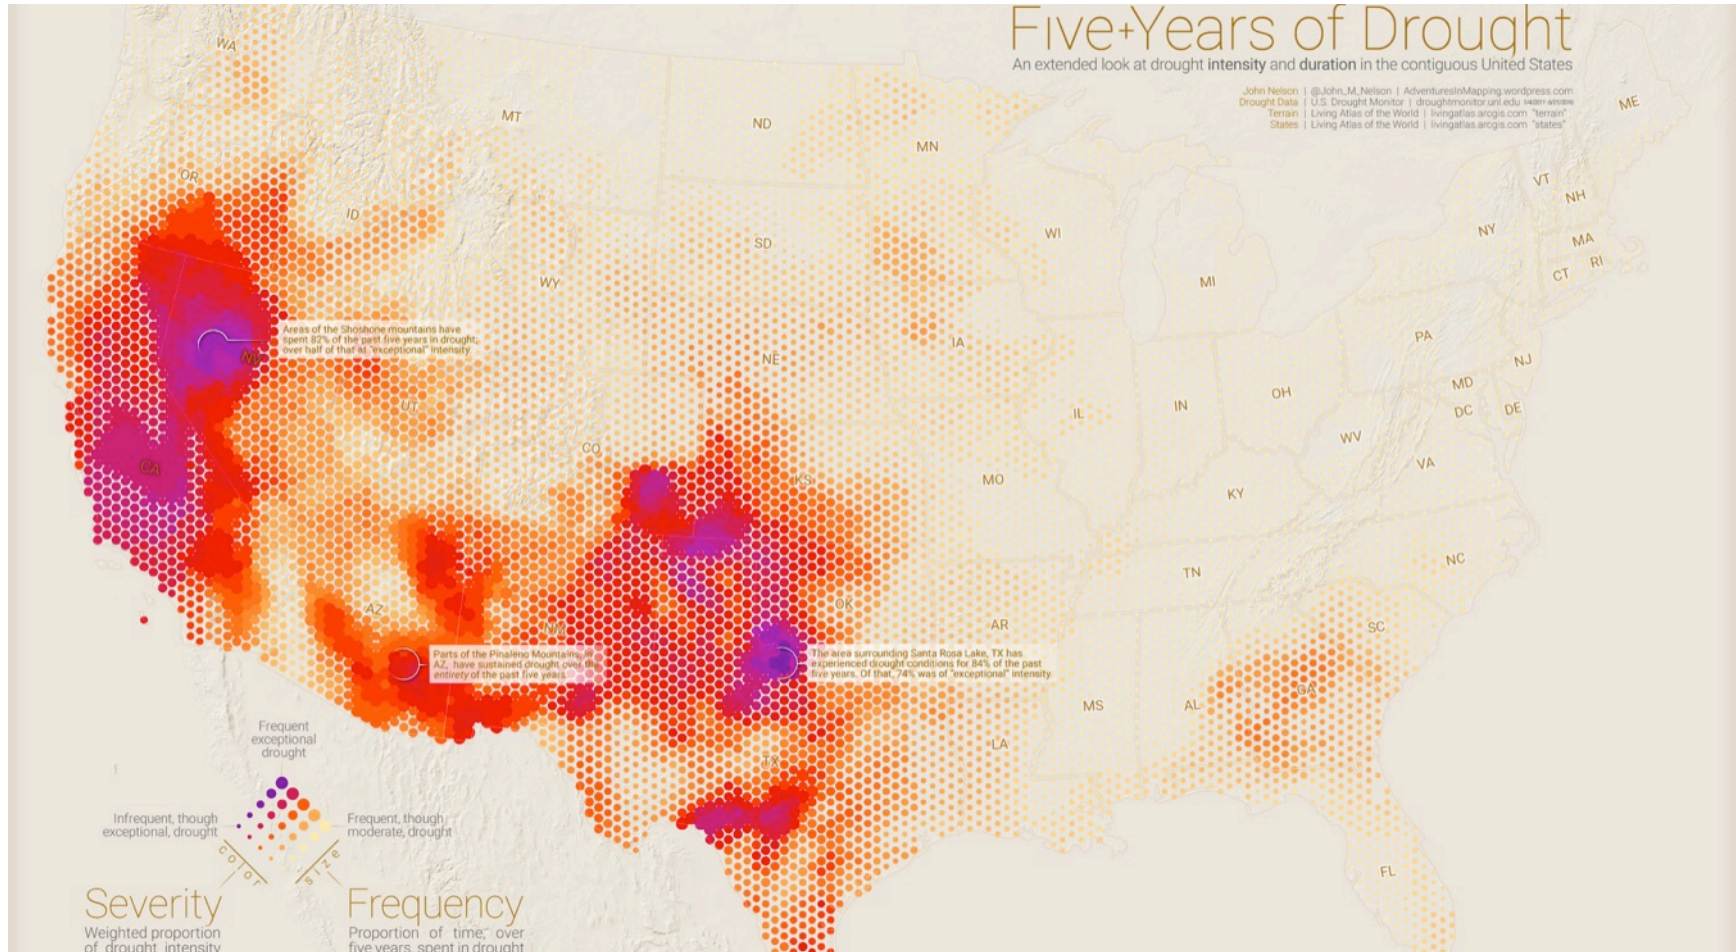 Five+Years of Drought
An extended look at drought intensity and duration in the contiguous United States
John Nelson | @John_M_Nelson | AdventuresInMapping.wordpress.com
Drought Data | U.S. Drought Monitor | droughtmonitor.unl.edu
Terrain | Living Atlas of the World | livingatlas.arcgis.com "terrain"
States | Living Atlas of the World | livingatlas.arcgis.com "states"
WA
MT
ND
MN
ME
OR
ID
SD
WI
VT
NH
NY
MA
CT
RI
WY
MI
Areas of the Shoshone mountains have
spent 82% of the past five years in drought;
over half of that at "exceptional" intensity.
NV
NE
IA
PA
NJ
UT
IL
IN
OH
MD
DC
DE
CO
WV
CA
KS
MO
KY
VA
TN
NC
AZ
NM
OK
AR
SC
Parts of the Pinaleno Mountains, in
AZ, have sustained drought over the
entirety of the past five years.
The area surrounding Santa Rosa Lake, TX has
experienced drought conditions for 84% of the past
five years. Of that, 74% was of "exceptional" intensity.
MS
AL
GA
LA
TX
FL
Frequent
exceptional
drought
Infrequent, though
exceptional, drought
Frequent, though
moderate, drought
color
size
Severity
Weighted proportion
of drought intensity
Frequency
Proportion of time, over
five years, spent in drought